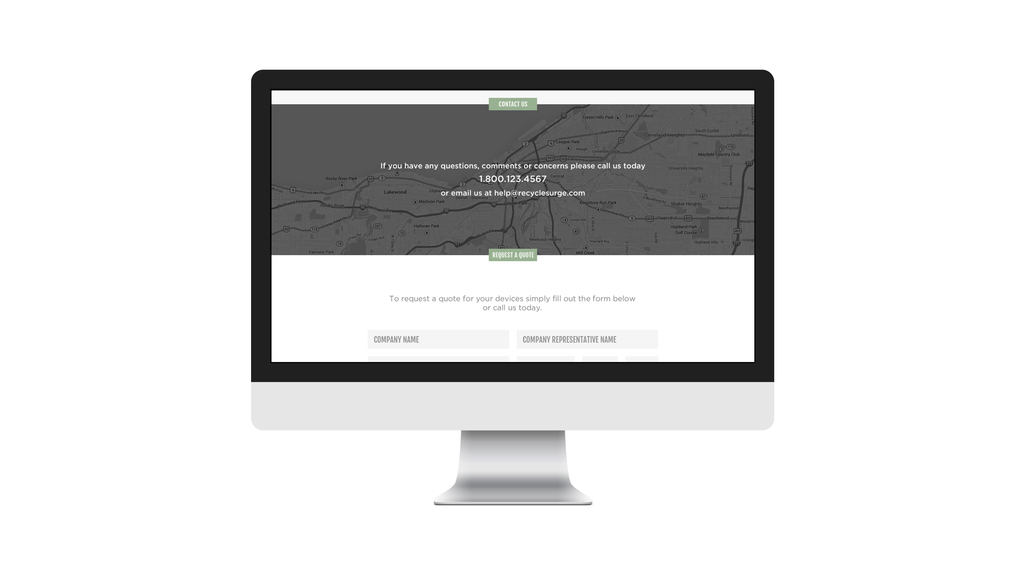 CONTACT US
If you have any questions, comments or concerns please call us today
1.800.123.4567
or email us at help@recyclesurge.com
Lakewood
REQUEST A QUOTE
To request a quote for your devices simply fill out the form below
or call us today.
COMPANY NAME
COMPANY REPRESENTATIVE NAME